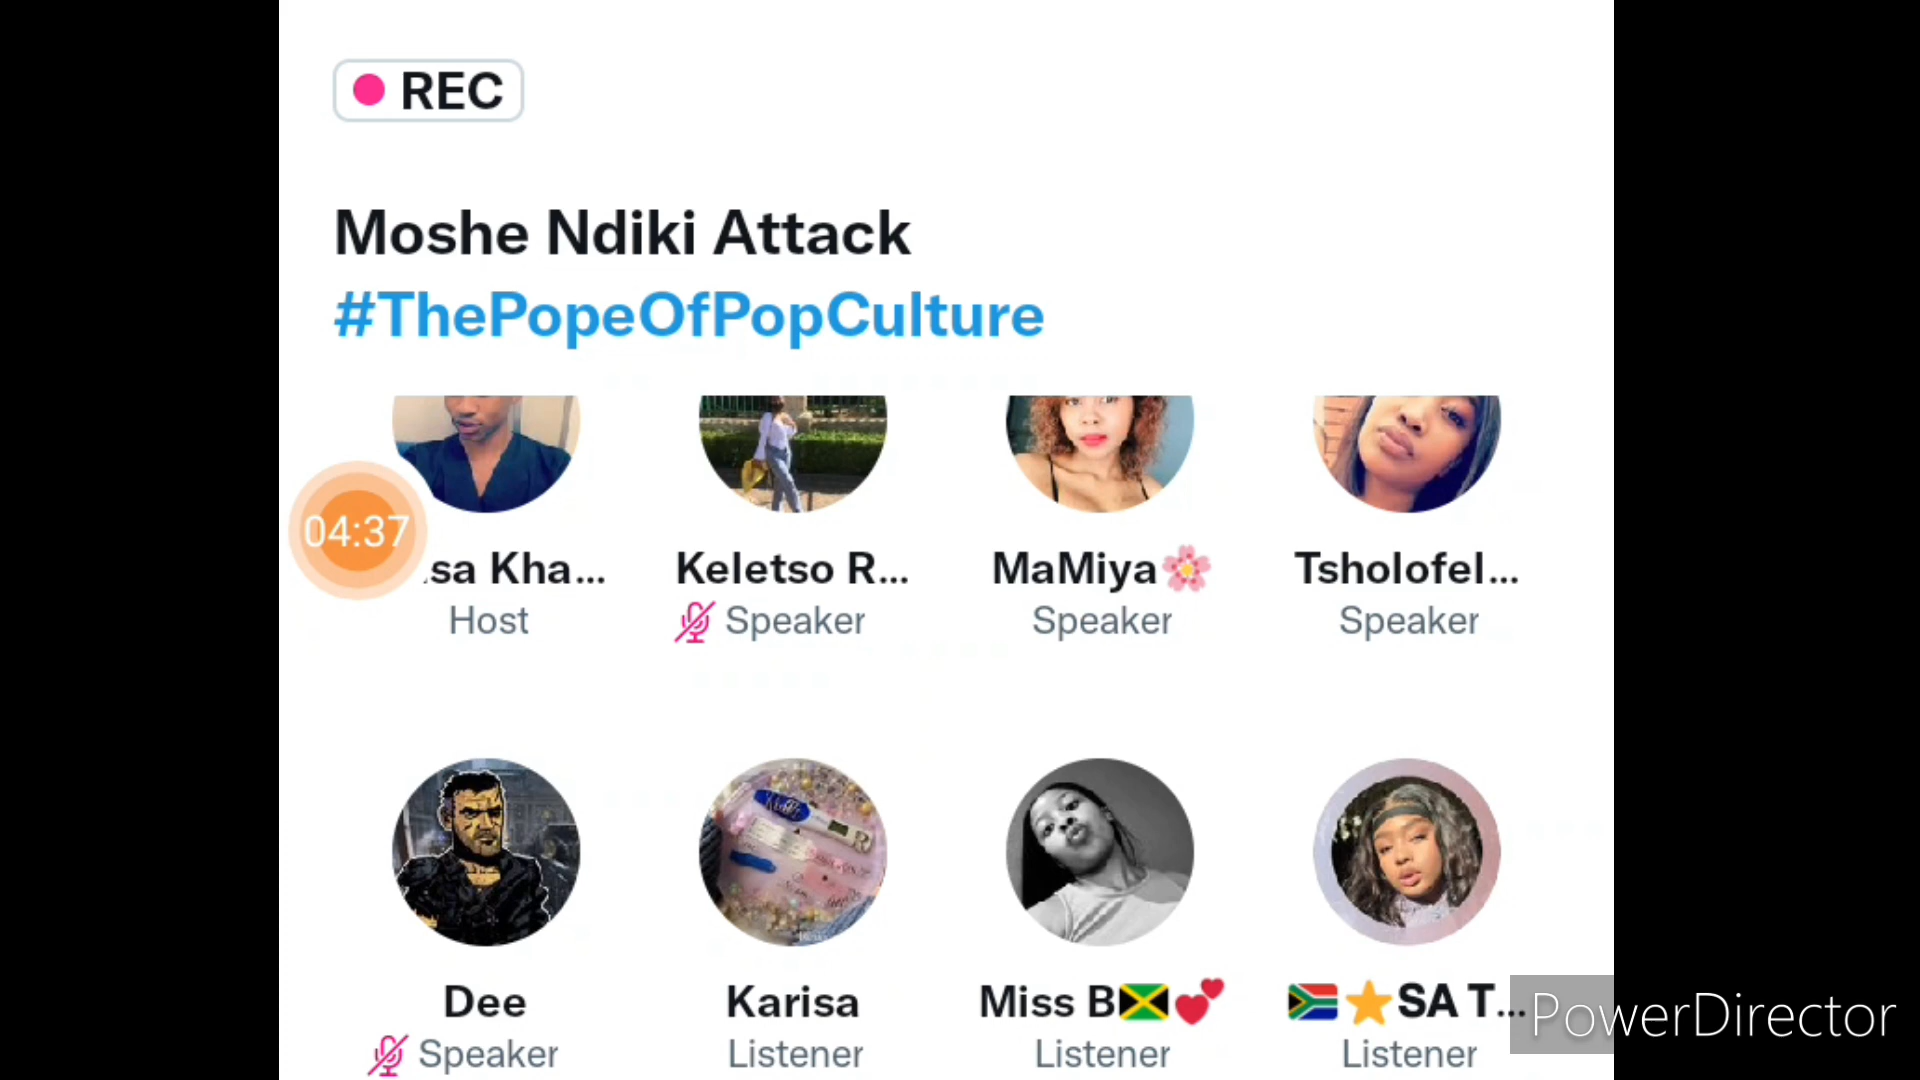 REC
Moshe Ndiki Attack
#ThePopeOfPopCulture
04:37
sa Kha...
Keletso R...
MaMiya🌸
Tsholofel...
Host
Speaker
Speaker
Speaker
Dee
Karisa
Miss B🇯🇲💕
🇿🇦⭐SA T...
PowerDirector
Speaker
Listener
Listener
Listener